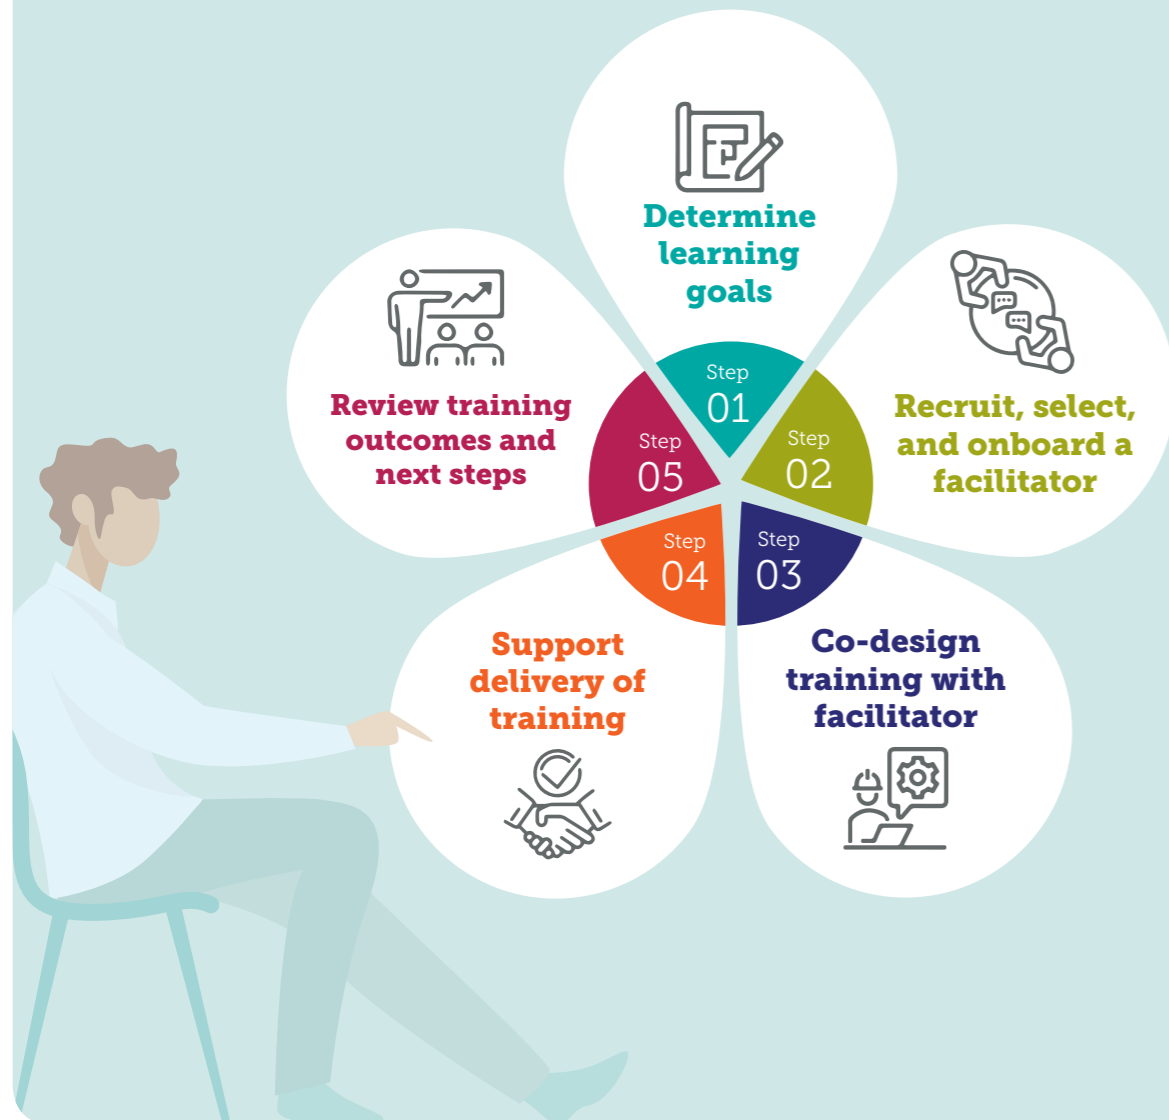 Step
01
Determine
learning
goals
Step
02
Recruit, select,
and onboard a
facilitator
Step
03
Co-design
training with
facilitator
Step
04
Support
delivery of
training
Step
05
Review training
outcomes and
next steps